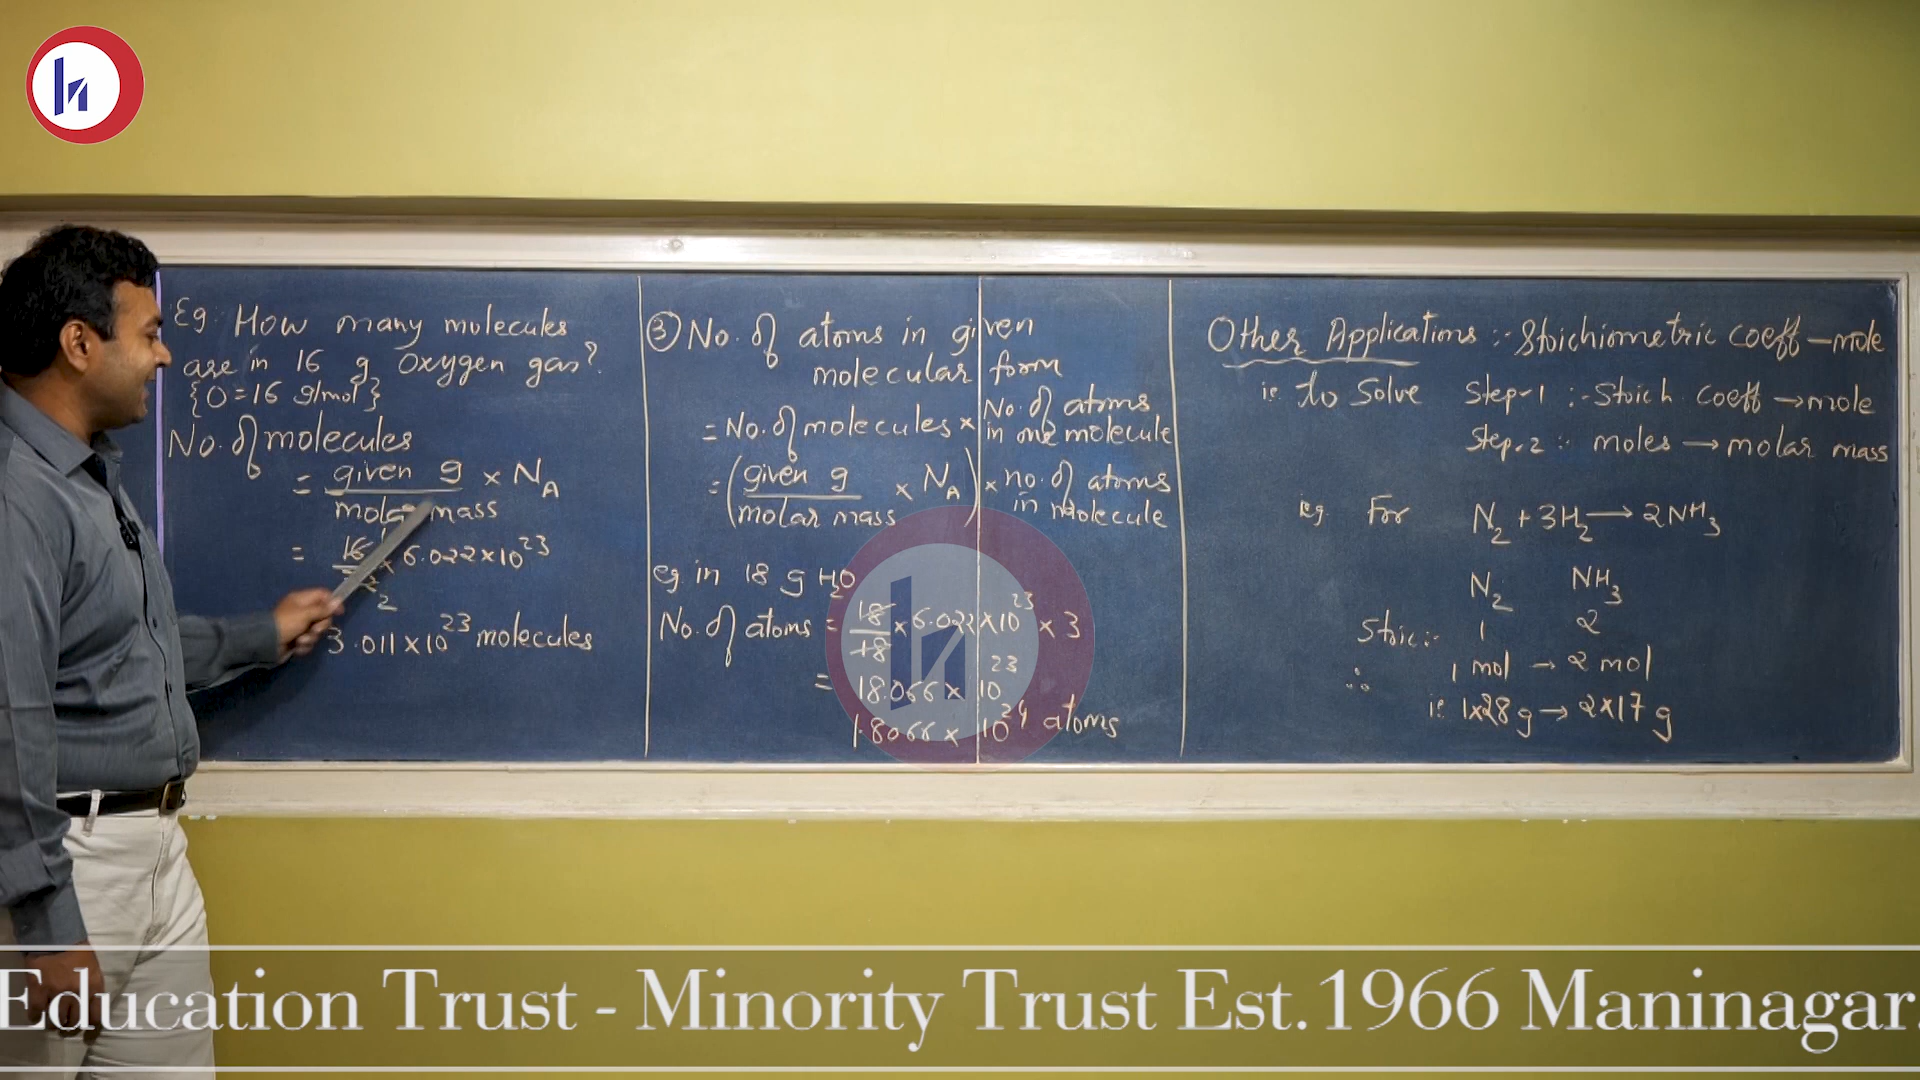 Eg:- How many molecules
are in 16 g Oxygen gas?
{O=16 g/mol}
No. of molecules
= given g × N_A
molar mass
= 16 1 × 6.022×10^23
2
3.011×10^23 molecules
③ No. of atoms in given
molecular form
= No. of molecules × No. of atoms
in one molecule
= (given g × N_A) × no. of atoms
molar mass in molecule
eg. in 18 g H₂O
No. of atoms = 18 × 6.022×10^23 × 3
18
= 18.066 × 10^23
1.8066 × 10^24 atoms
Other Applications :- Stoichiometric coeff – mole
ie. to Solve Step-1 :- Stoich. coeff → mole
Step-2 :- moles → molar mass
eg. For N₂ + 3H₂ → 2NH₃
N₂ NH₃
Stoic:- 1 2
∴ 1 mol → 2 mol
ie 1×28 g → 2×17 g
Education Trust - Minority Trust Est.1966 Maninagar.